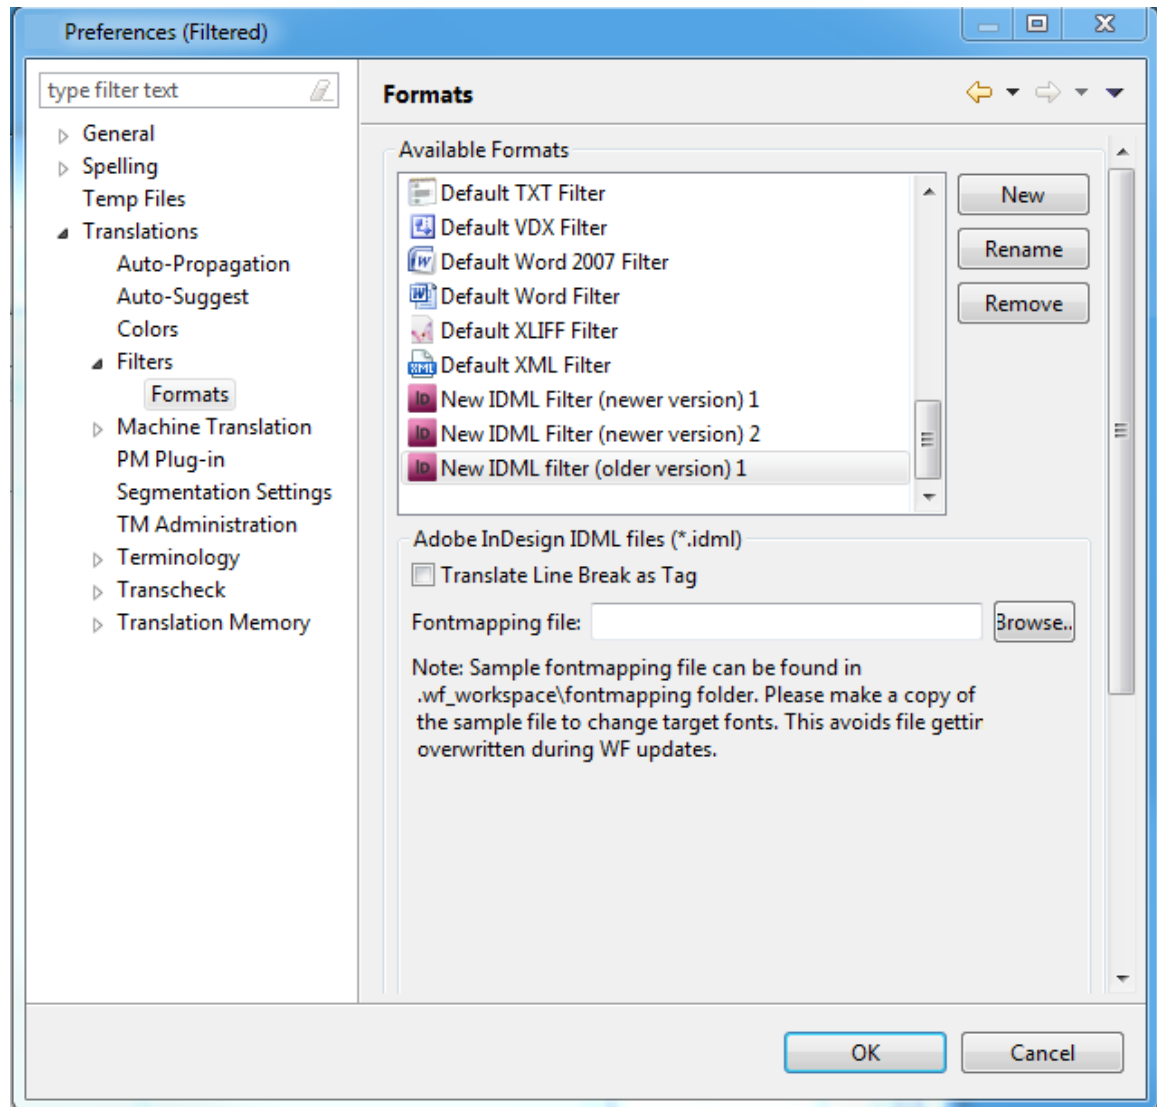 Preferences (Filtered)
type filter text
General
Spelling
Temp Files
Translations
Auto-Propagation
Auto-Suggest
Colors
Filters
Formats
Machine Translation
PM Plug-in
Segmentation Settings
TM Administration
Terminology
Transcheck
Translation Memory
Formats
Available Formats
Default TXT Filter
Default VDX Filter
Default Word 2007 Filter
Default Word Filter
Default XLIFF Filter
Default XML Filter
New IDML Filter (newer version) 1
New IDML Filter (newer version) 2
New IDML filter (older version) 1
New
Rename
Remove
Adobe InDesign IDML files (*.idml)
Translate Line Break as Tag
Fontmapping file:
Browse..
Note: Sample fontmapping file can be found in
.wf_workspace\fontmapping folder. Please make a copy of
the sample file to change target fonts. This avoids file gettin
overwritten during WF updates.
OK
Cancel